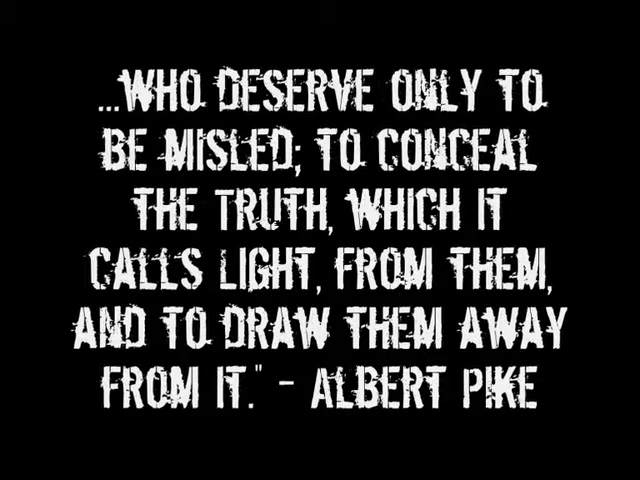 ...WHO DESERVE ONLY TO
BE MISLED; TO CONCEAL
THE TRUTH, WHICH IT
CALLS LIGHT, FROM THEM,
AND TO DRAW THEM AWAY
FROM IT." - ALBERT PIKE